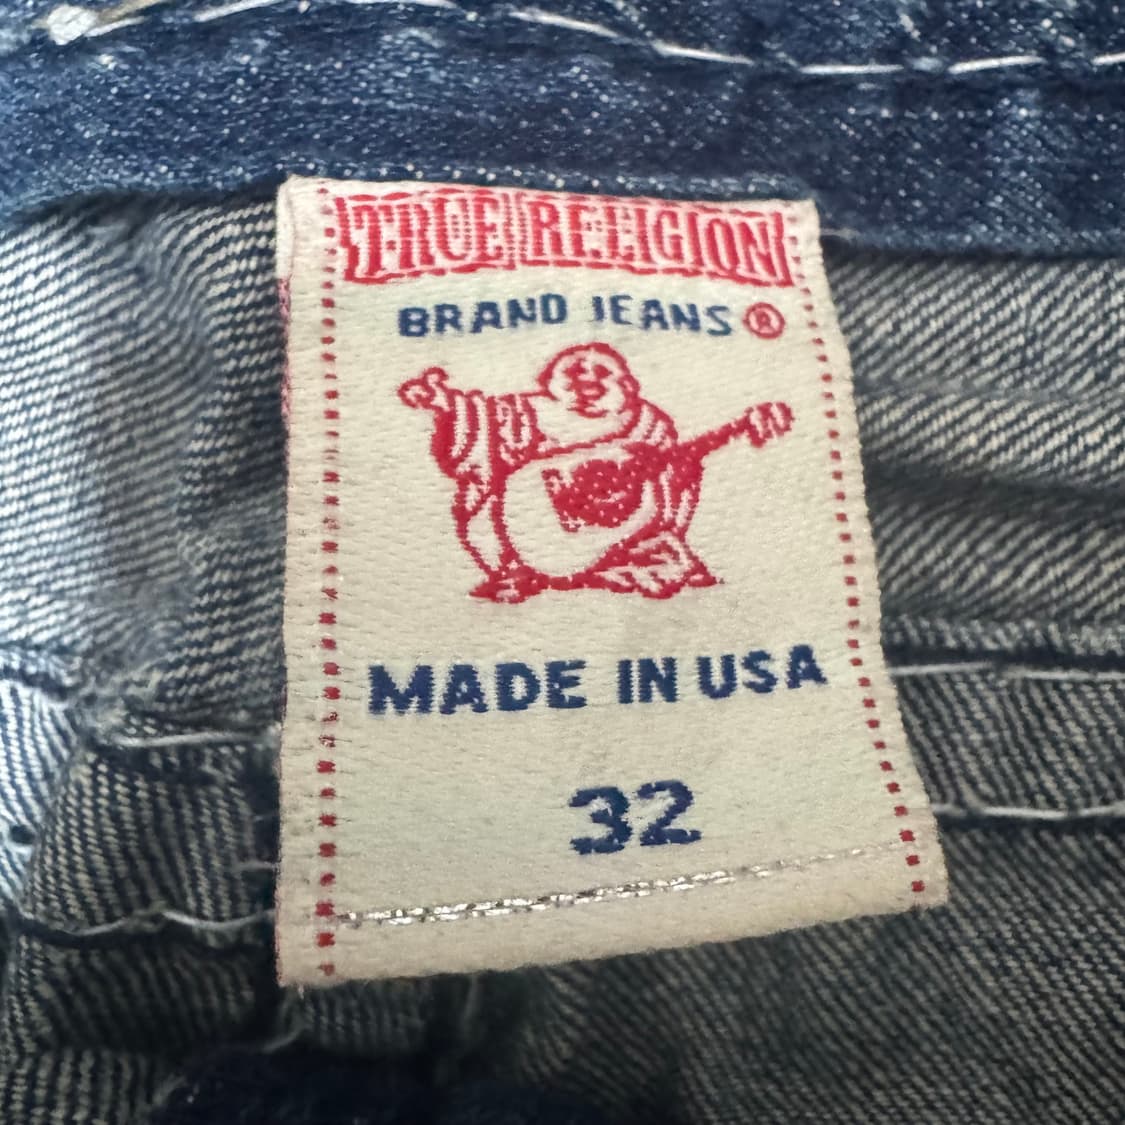 TRUE RELIGION
BRAND JEANS ®
MADE IN USA
32